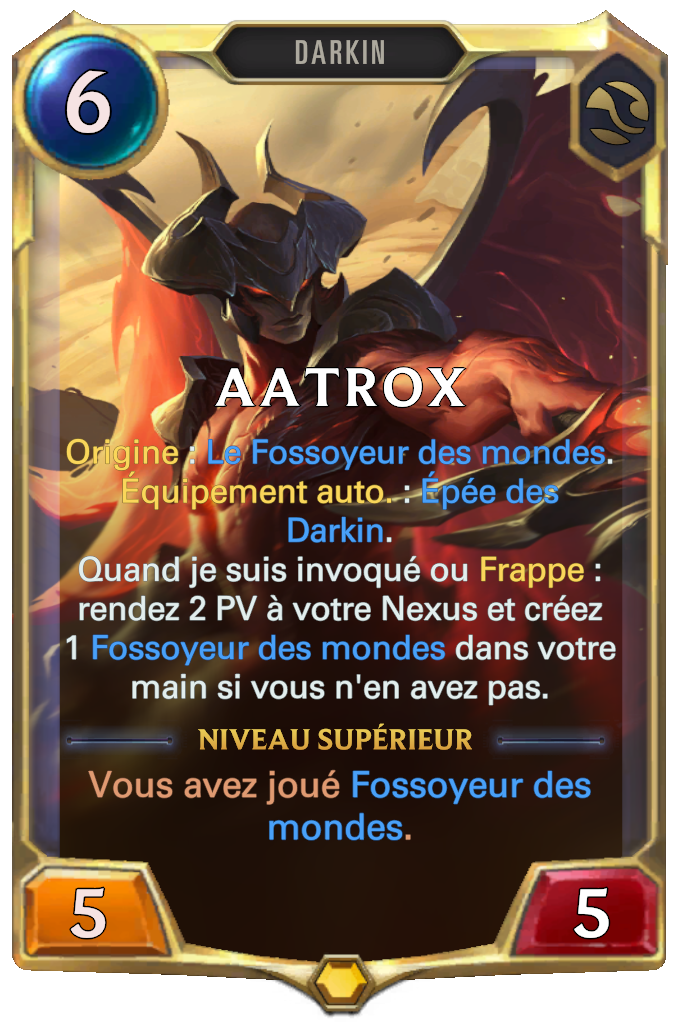 DARKIN
6
AATROX
Origine : Le Fossoyeur des mondes.
Équipement auto. : Épée des
Darkin.
Quand je suis invoqué ou Frappe :
rendez 2 PV à votre Nexus et créez
1 Fossoyeur des mondes dans votre
main si vous n'en avez pas.
NIVEAU SUPÉRIEUR
Vous avez joué Fossoyeur des
mondes.
5
5